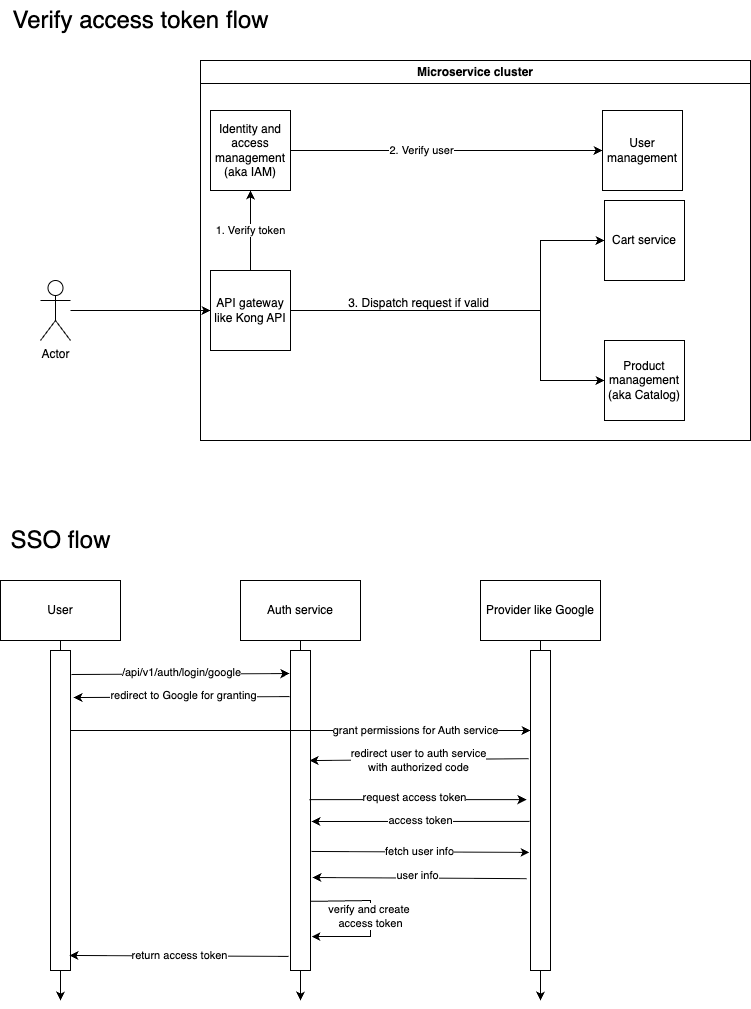 Verify access token flow
Microservice cluster
Identity and
access
management
(aka IAM)
2. Verify user
User
management
1. Verify token
Cart service
API gateway
like Kong API
3. Dispatch request if valid
Actor
Product
management
(aka Catalog)
SSO flow
User
Auth service
Provider like Google
/api/v1/auth/login/google
redirect to Google for granting
grant permissions for Auth service
redirect user to auth service
with authorized code
request access token
access token
fetch user info
user info
verify and create
access token
return access token